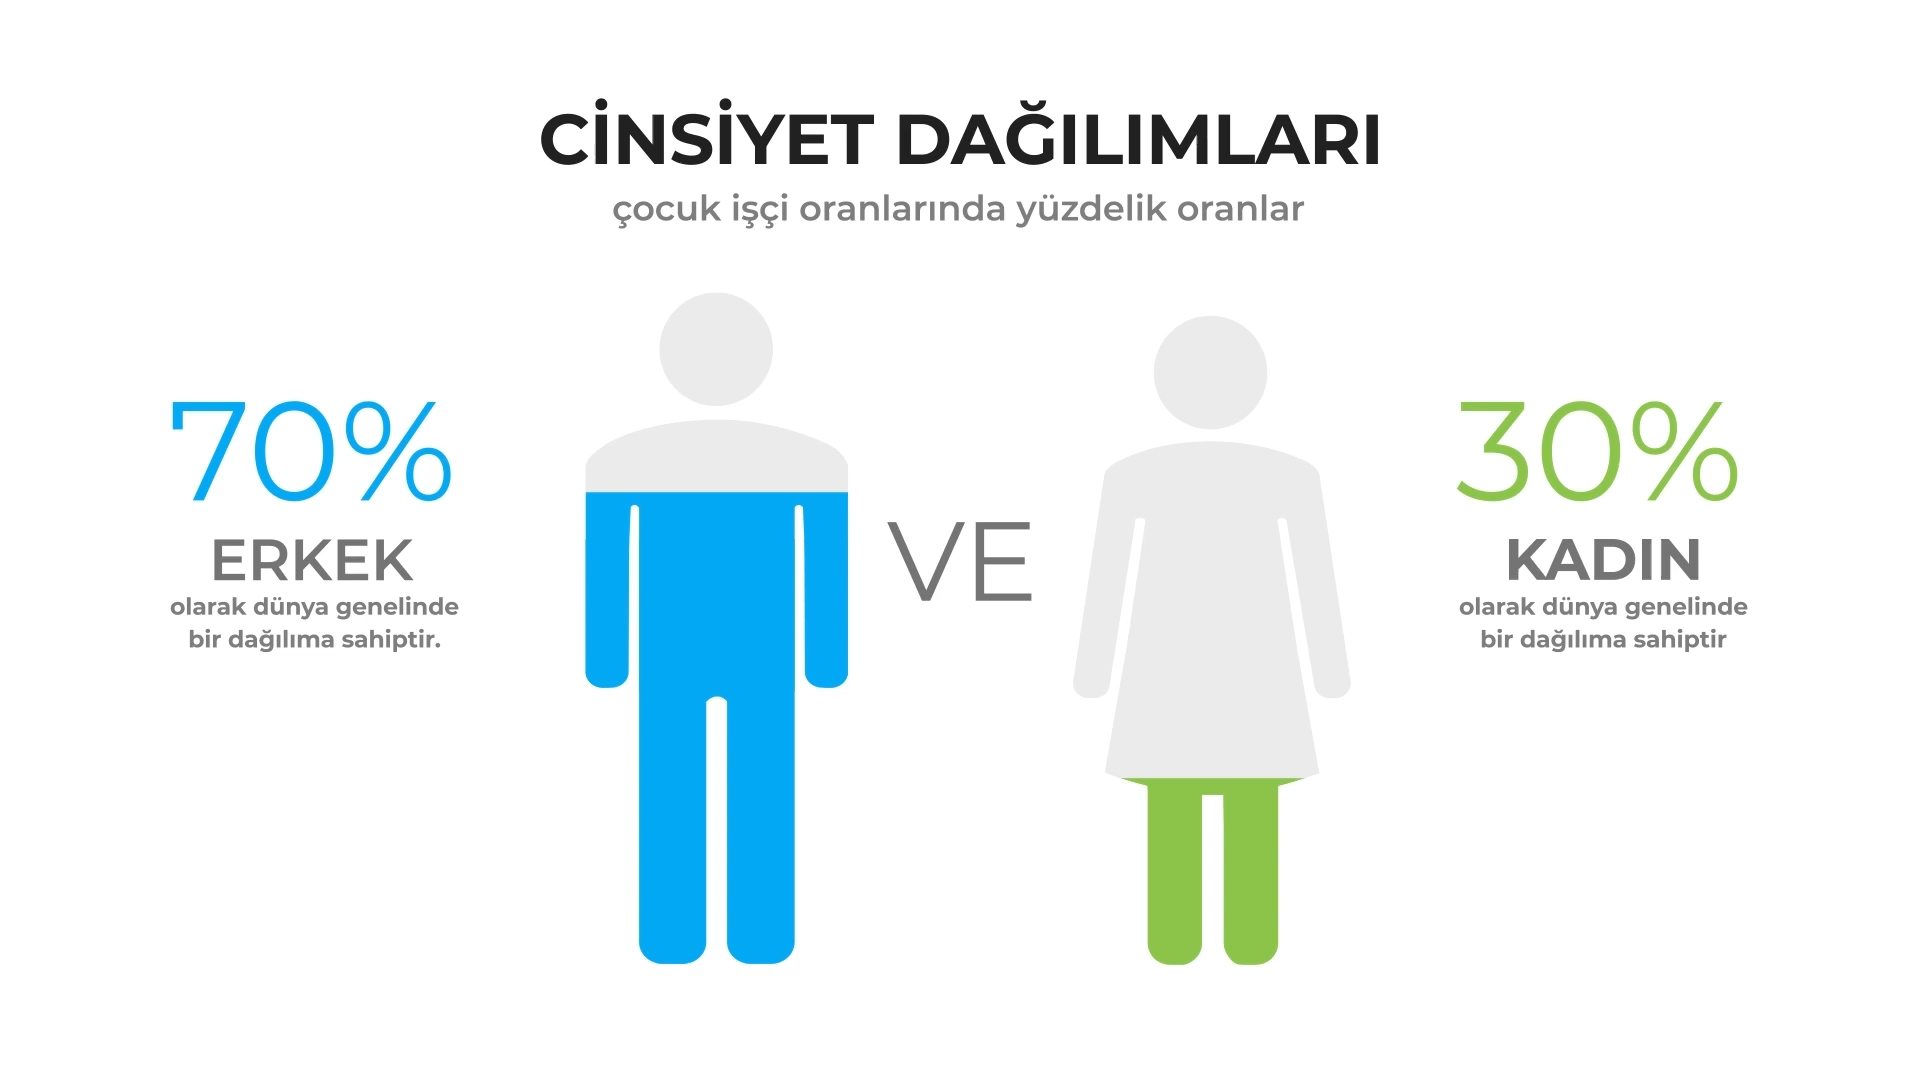 CİNSİYET DAĞILIMLARI
çocuk işçi oranlarında yüzdelik oranlar
70%
ERKEK
olarak dünya genelinde
bir dağılıma sahiptir.
VE
30%
KADIN
olarak dünya genelinde
bir dağılıma sahiptir